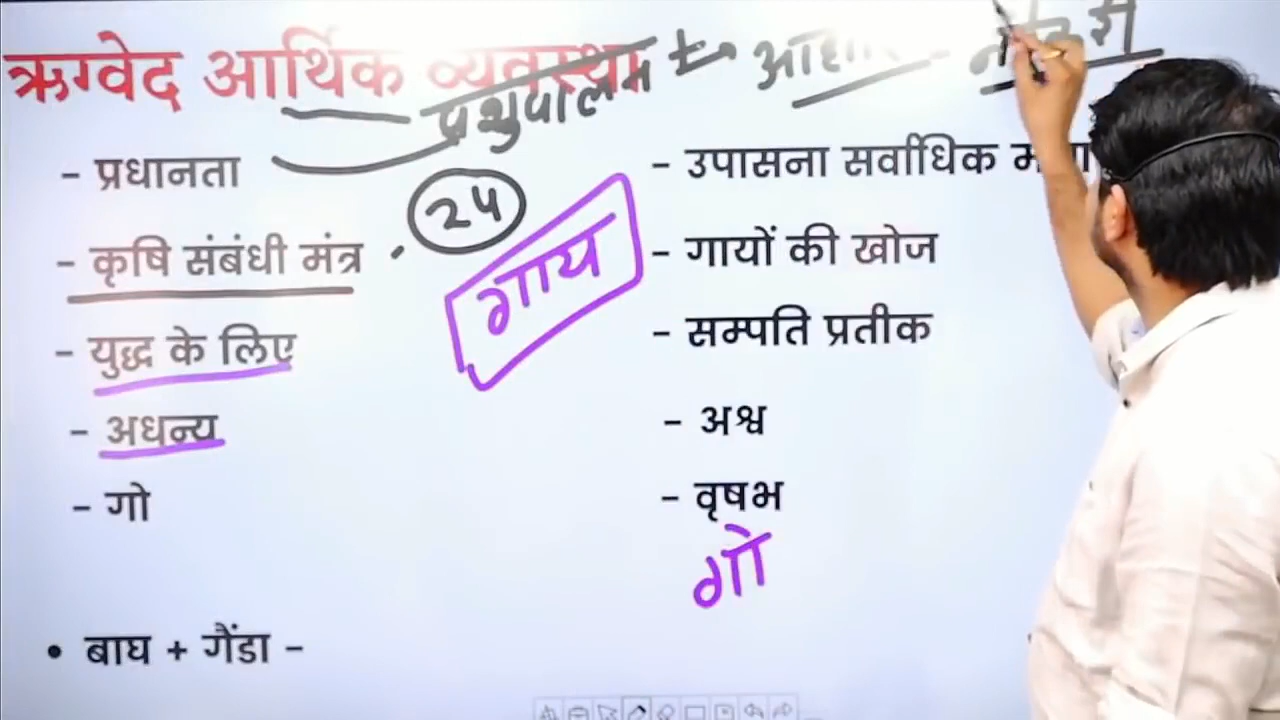 ऋग्वेद आर्थिक व्यवस्था
पशुपालन
- प्रधानता
- कृषि संबंधी मंत्र
24
- युद्ध के लिए
- अधन्य
- गो
गाय
- उपासना सर्वाधिक
- गायों की खोज
- सम्पति प्रतीक
- अश्व
- वृषभ
गो
• बाघ + गैंडा -